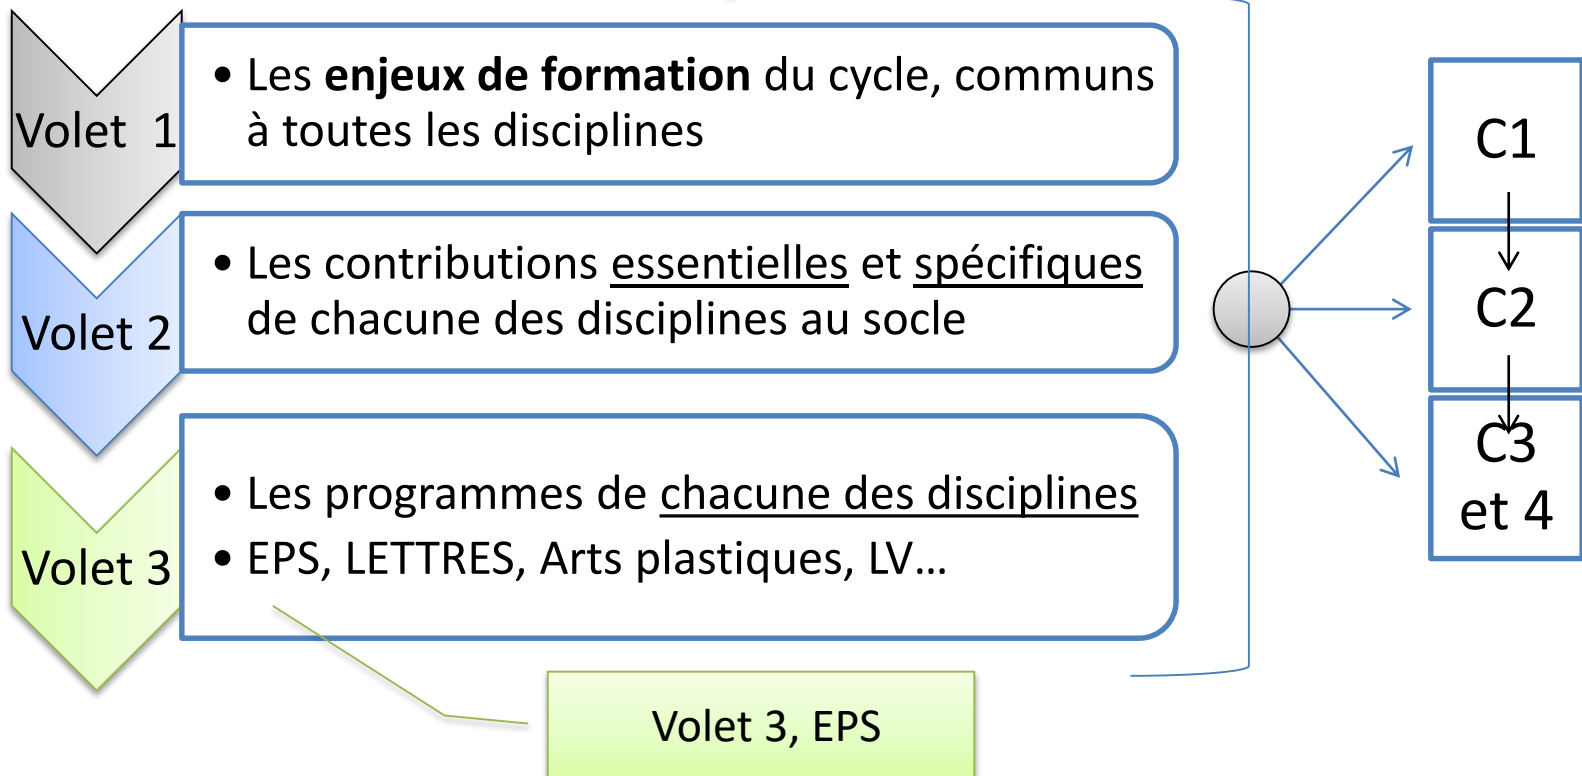 Volet 1
• Les enjeux de formation du cycle, communs
à toutes les disciplines
Volet 2
• Les contributions essentielles et spécifiques
de chacune des disciplines au socle
Volet 3
• Les programmes de chacune des disciplines
• EPS, LETTRES, Arts plastiques, LV...
Volet 3, EPS
C1
C2
C3
et 4